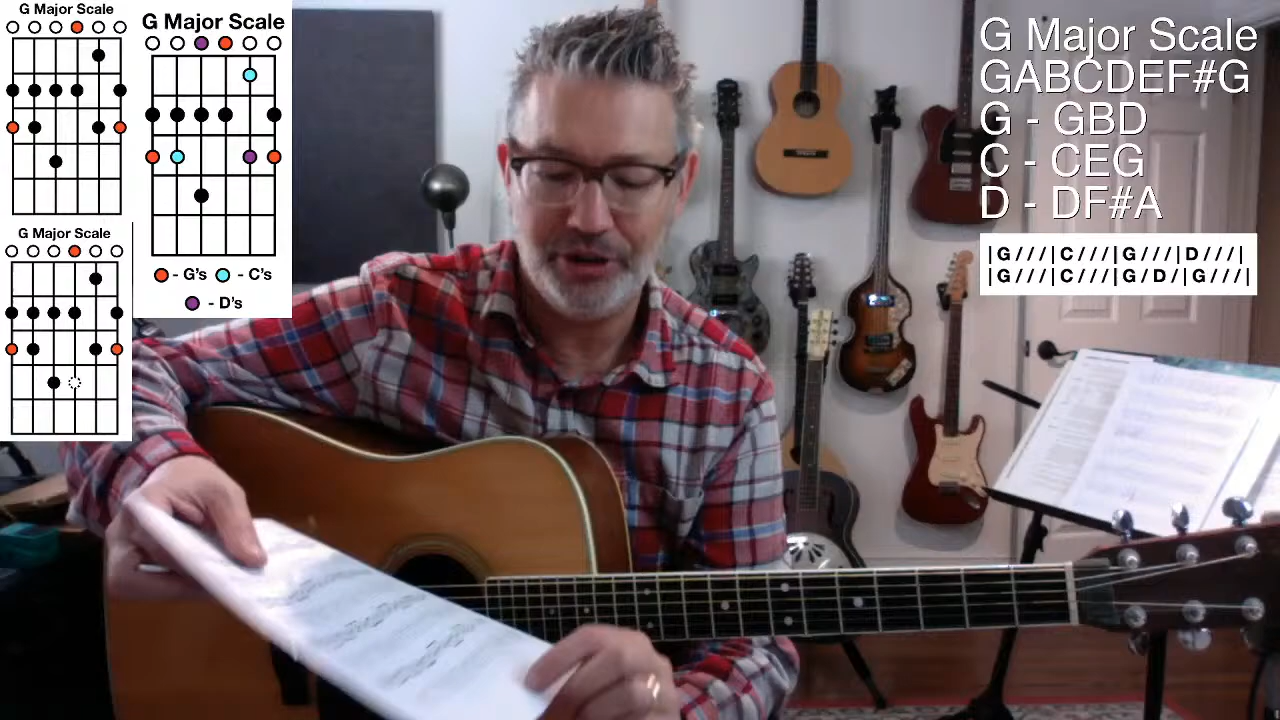 G Major Scale
G Major Scale
- G's - C's
- D's
G Major Scale
G Major Scale
GABCDEF#G
G - GBD
C - CEG
D - DF#A
|G///|C///|G///|D///|
|G///|C///|G/D/|G///|